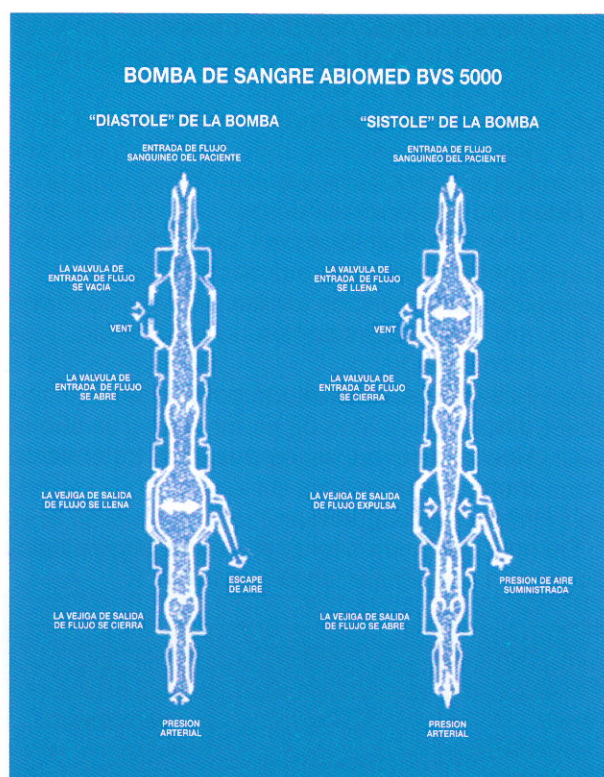 BOMBA DE SANGRE ABIOMED BVS 5000
"DIASTOLE" DE LA BOMBA
ENTRADA DE FLUJO
SANGUINEO DEL PACIENTE
LA VALVULA DE
ENTRADA DE FLUJO
SE VACIA
VENT
LA VALVULA DE
ENTRADA DE FLUJO
SE ABRE
LA VEJIGA DE SALIDA
DE FLUJO SE LLENA
ESCAPE
DE AIRE
LA VEJIGA DE SALIDA
DE FLUJO SE CIERRA
PRESION
ARTERIAL
"SISTOLE" DE LA BOMBA
ENTRADA DE FLUJO
SANGUINEO DEL PACIENTE
LA VALVULA DE
ENTRADA DE FLUJO
SE LLENA
VENT
LA VALVULA DE
ENTRADA DE FLUJO
SE CIERRA
LA VEJIGA DE SALIDA
DE FLUJO EXPULSA
PRESION DE AIRE
SUMINISTRADA
LA VEJIGA DE SALIDA
DE FLUJO SE ABRE
PRESION
ARTERIAL